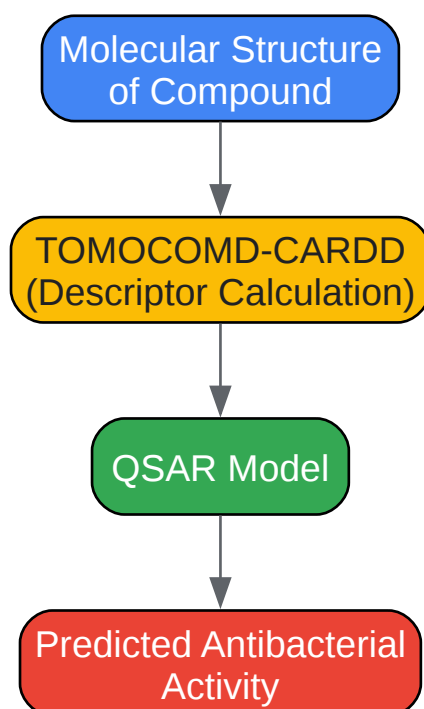 Molecular Structure
of Compound
TOMOCOMD-CARDD
(Descriptor Calculation)
QSAR Model
Predicted Antibacterial
Activity